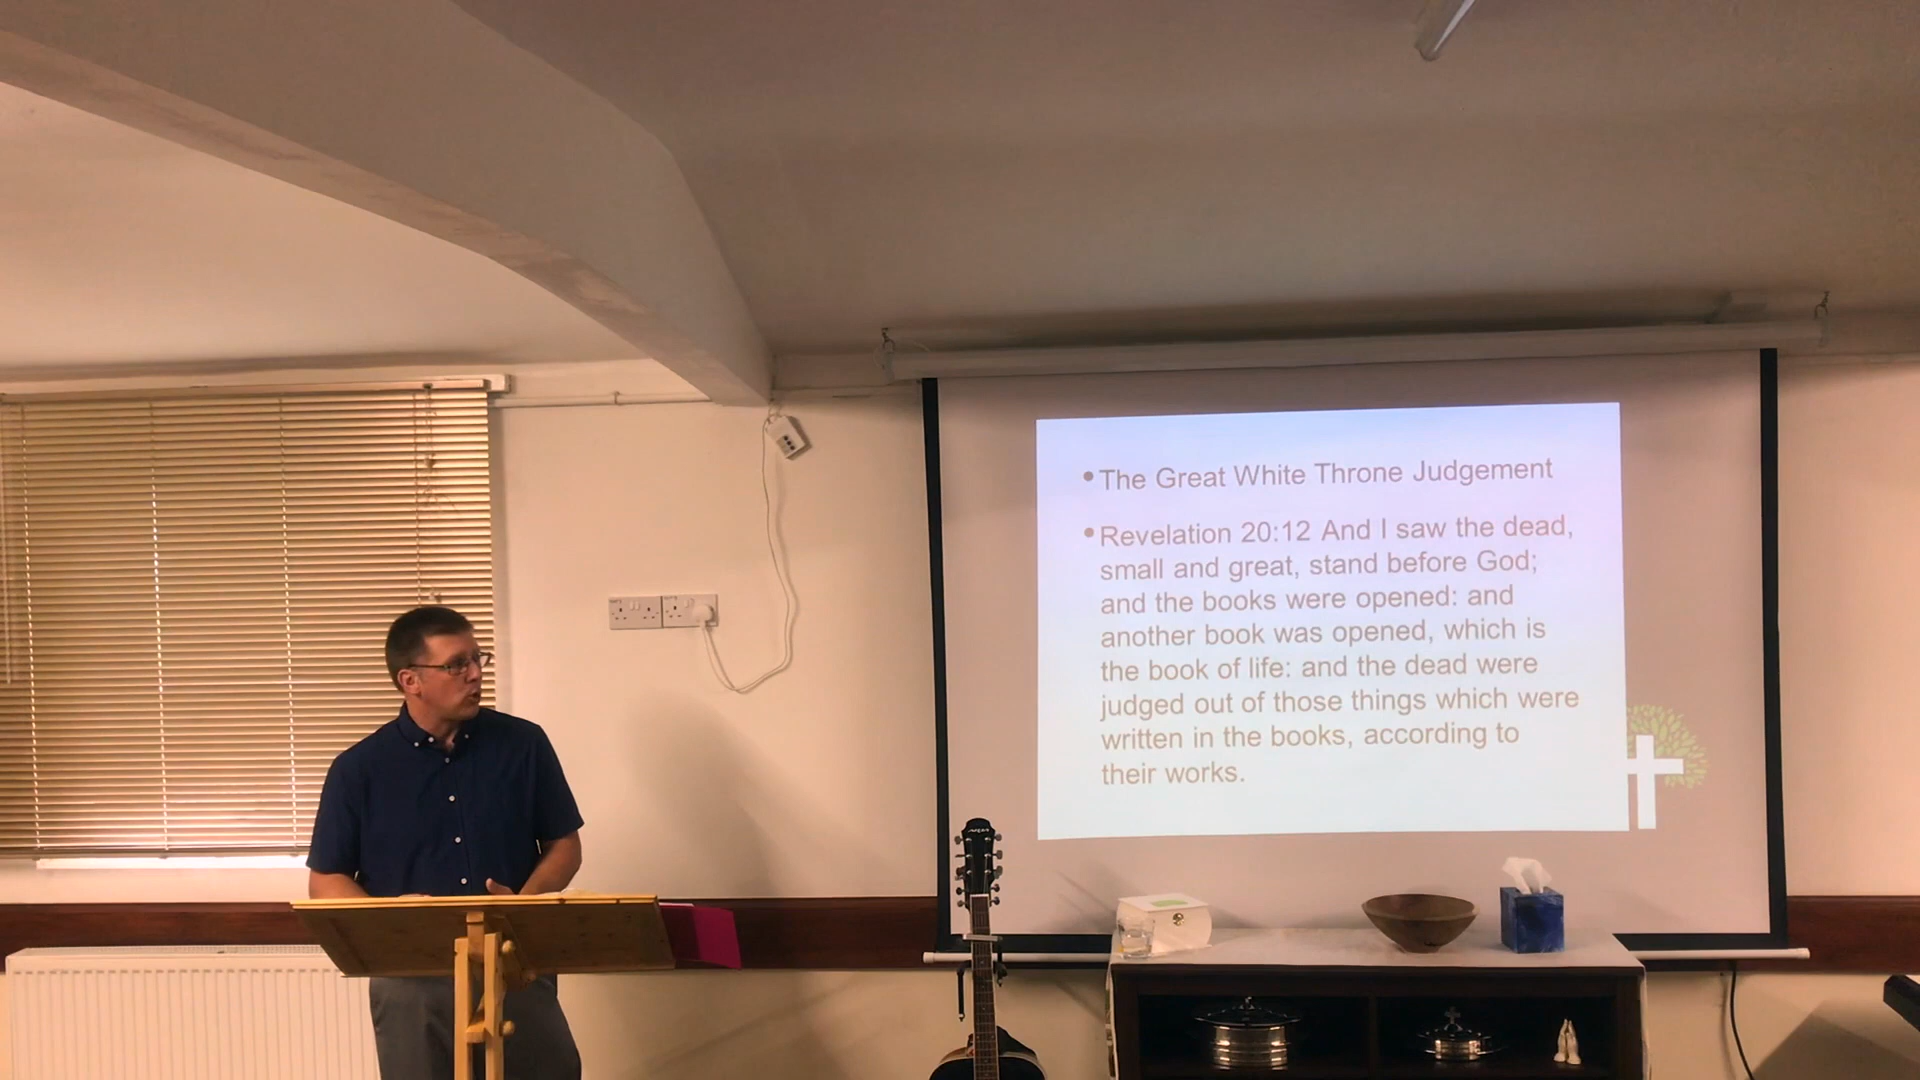 • The Great White Throne Judgement
• Revelation 20:12 And I saw the dead,
small and great, stand before God;
and the books were opened: and
another book was opened, which is
the book of life: and the dead were
judged out of those things which were
written in the books, according to
their works.